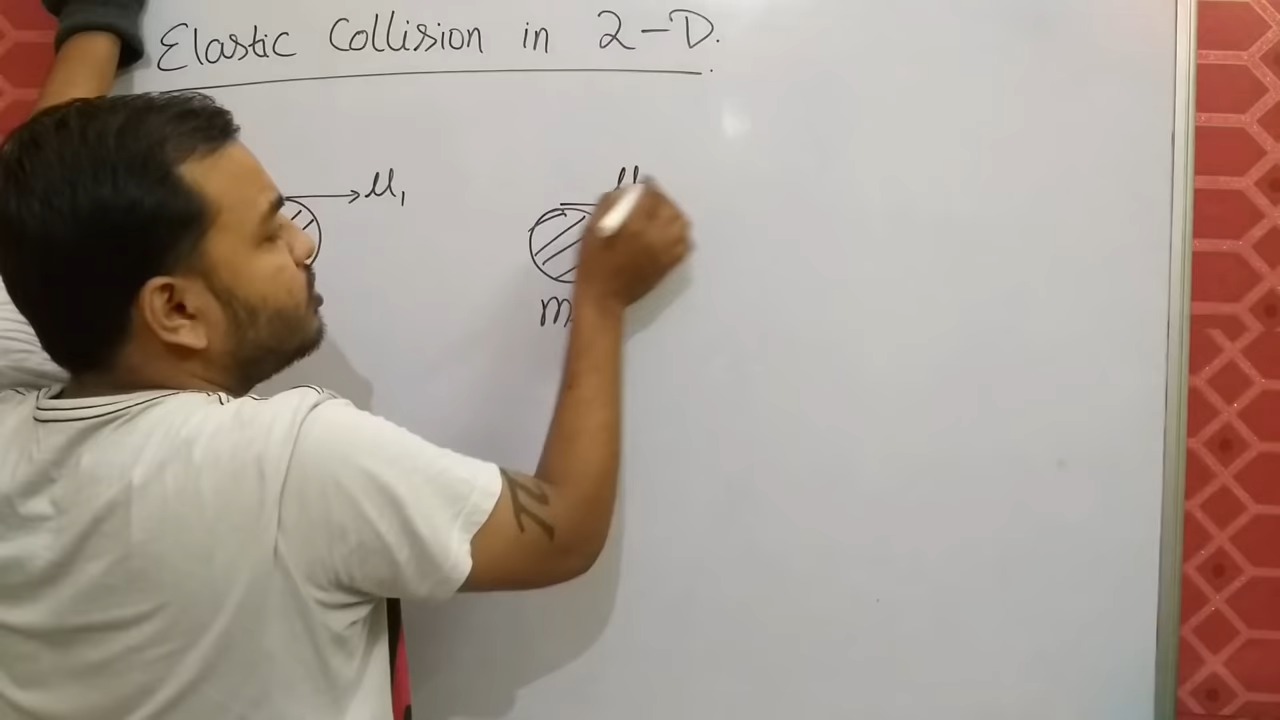 Elastic Collision in 2-D.
u₁
u
m
π